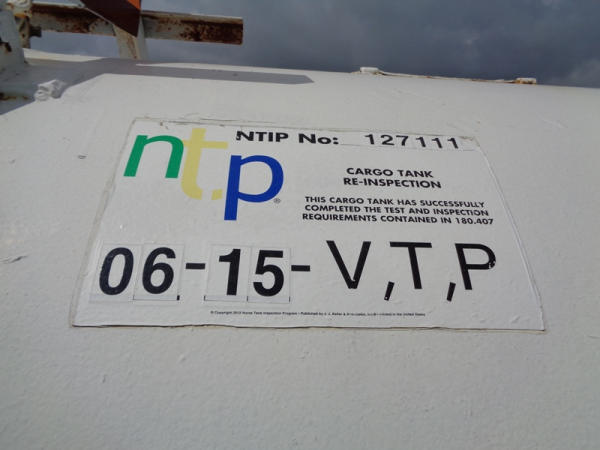 ntp® NTIP No: 127111
CARGO TANK
RE-INSPECTION
THIS CARGO TANK HAS SUCCESSFULLY
COMPLETED THE TEST AND INSPECTION
REQUIREMENTS CONTAINED IN 180.407
06-15-V,T,P